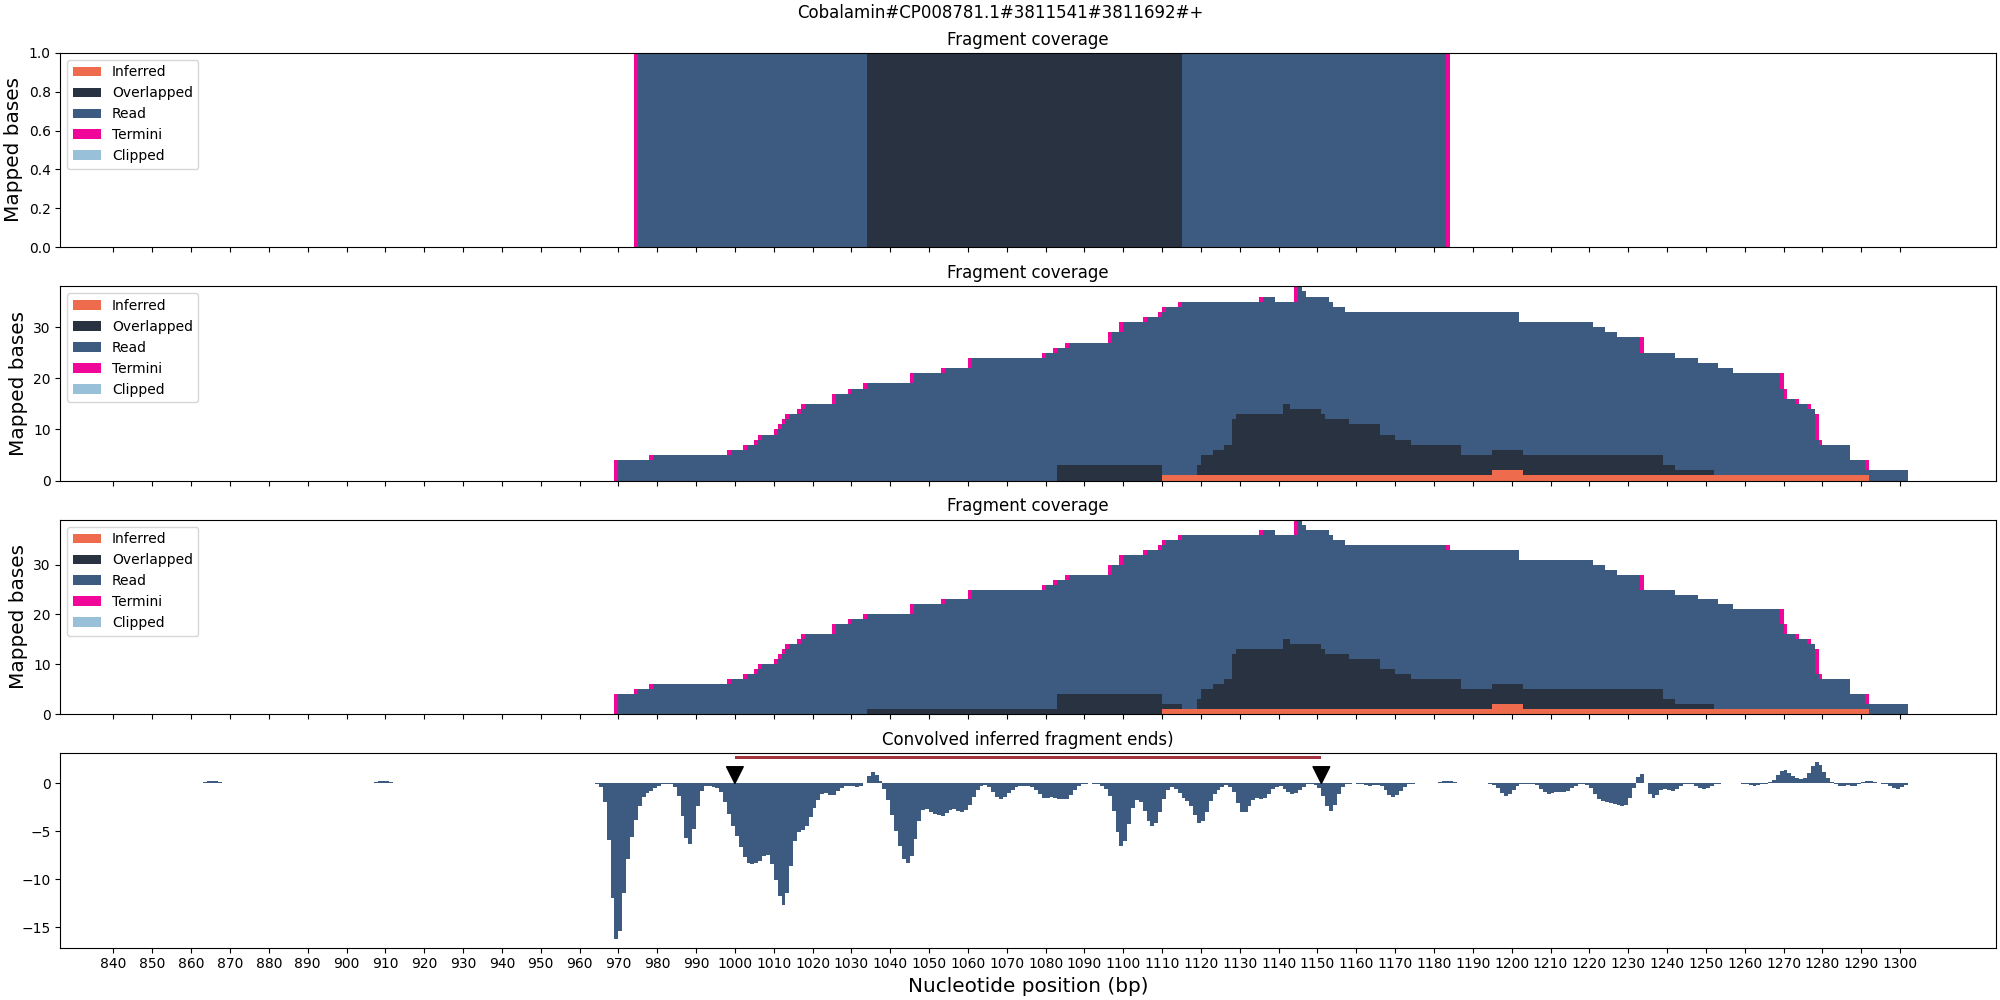 Cobalamin#CP008781.1#3811541#3811692#+
Fragment coverage
Mapped bases
1.0
0.8
0.6
0.4
0.2
0.0
Inferred
Overlapped
Read
Termini
Clipped
Fragment coverage
Mapped bases
30
20
10
0
Inferred
Overlapped
Read
Termini
Clipped
Fragment coverage
Mapped bases
30
20
10
0
Inferred
Overlapped
Read
Termini
Clipped
Convolved inferred fragment ends)
0
−5
−10
−15
840 850 860 870 880 890 900 910 920 930 940 950 960 970 980 990 1000 1010 1020 1030 1040 1050 1060 1070 1080 1090 1100 1110 1120 1130 1140 1150 1160 1170 1180 1190 1200 1210 1220 1230 1240 1250 1260 1270 1280 1290 1300
Nucleotide position (bp)